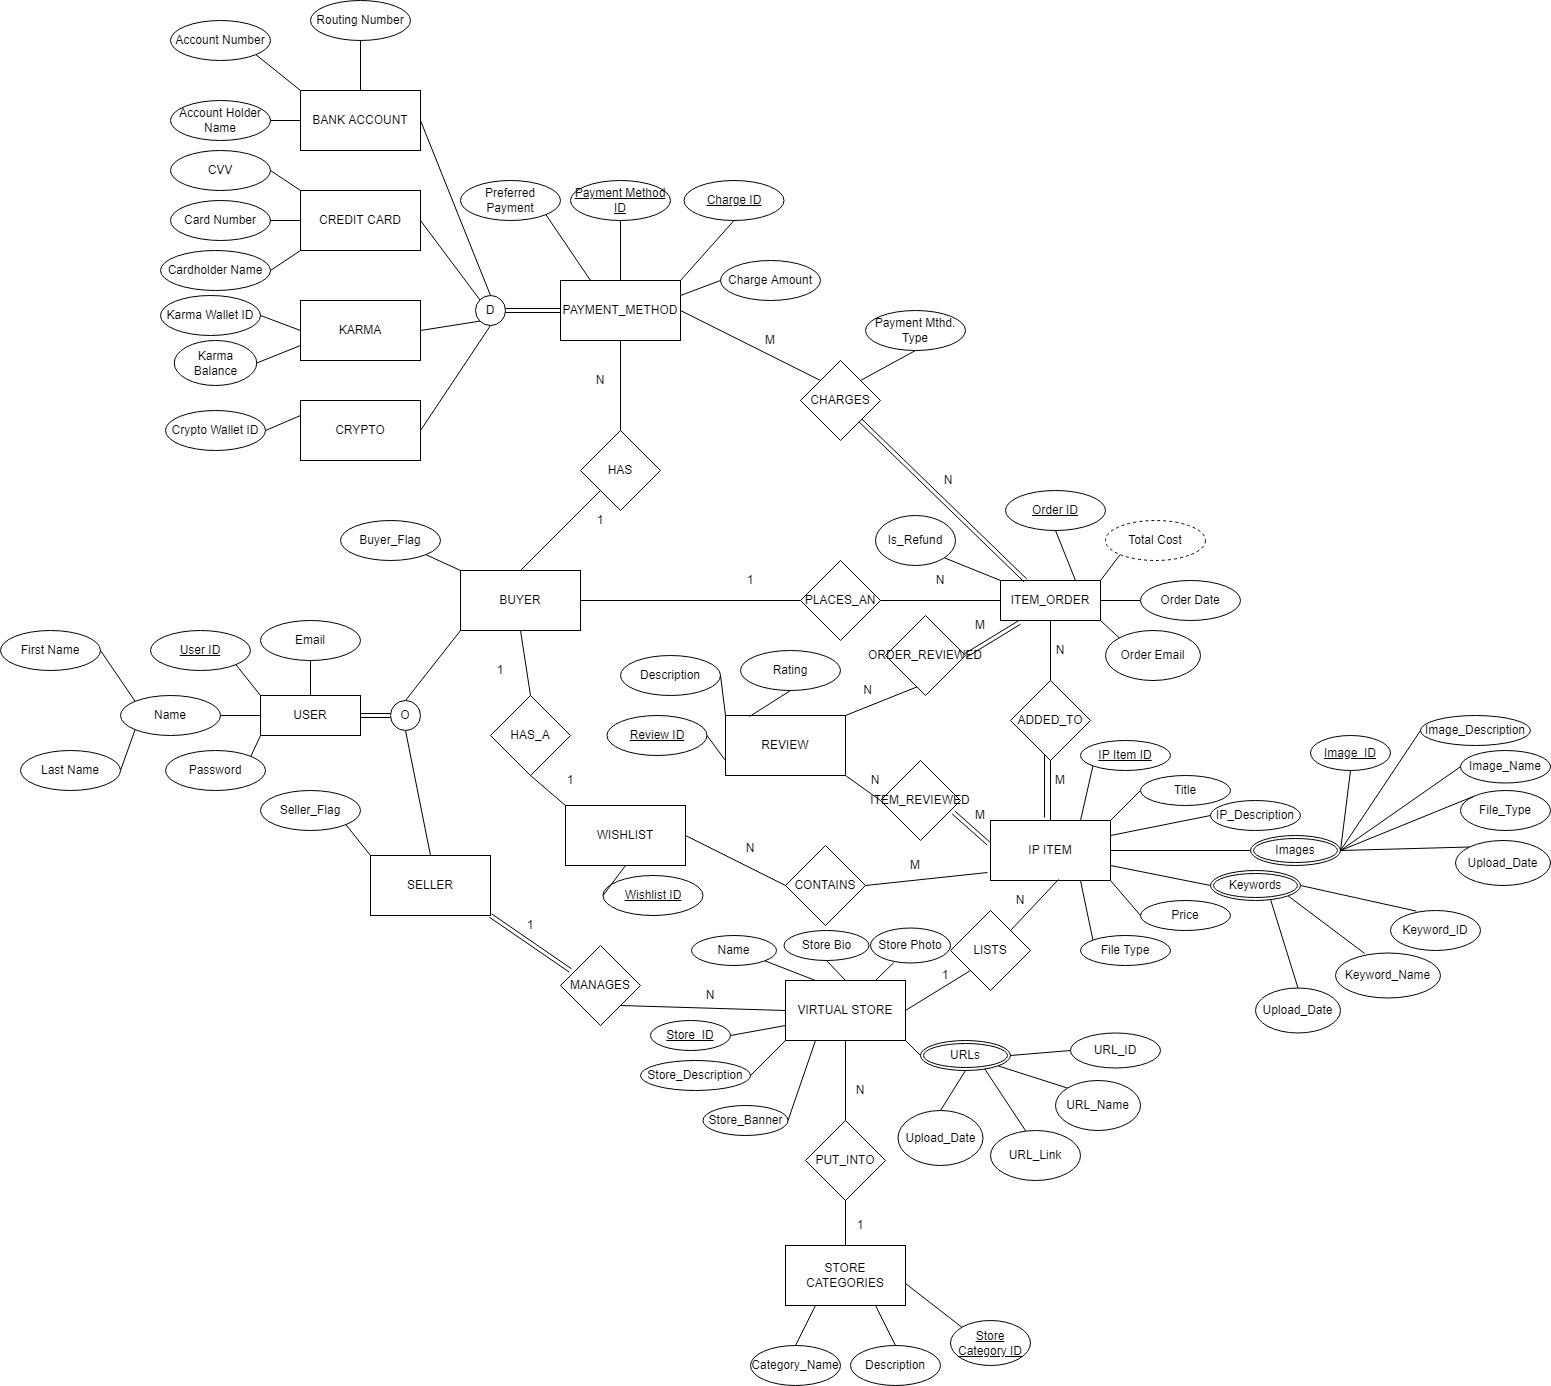 Routing Number
Account Number
Account Holder
Name
BANK ACCOUNT
CVV
Card Number
CREDIT CARD
Cardholder Name
Preferred
Payment
Payment Method
ID
Charge ID
Charge Amount
Karma Wallet ID
KARMA
Karma
Balance
D
PAYMENT_METHOD
Payment Mthd.
Type
M
N
CHARGES
Crypto Wallet ID
CRYPTO
HAS
1
N
Order ID
Is_Refund
Total Cost
Buyer_Flag
BUYER
1
PLACES_AN
N
ITEM_ORDER
Order Date
M
ORDER_REVIEWED
N
Order Email
First Name
User ID
Email
Name
USER
O
Last Name
Password
1
HAS_A
1
Description
Rating
Review ID
REVIEW
N
ADDED_TO
M
N
ITEM_REVIEWED
M
IP Item ID
Title
IP_Description
Image_ID
Image_Description
Image_Name
File_Type
Upload_Date
Images
Seller_Flag
SELLER
WISHLIST
Wishlist ID
N
CONTAINS
M
IP ITEM
Keywords
Keyword_ID
Keyword_Name
Upload_Date
Price
File Type
N
LISTS
1
1
MANAGES
N
Name
Store Bio
Store Photo
VIRTUAL STORE
Store_ID
Store_Description
Store_Banner
URLs
URL_ID
URL_Name
URL_Link
Upload_Date
N
PUT_INTO
1
STORE
CATEGORIES
Category_Name
Description
Store
Category ID